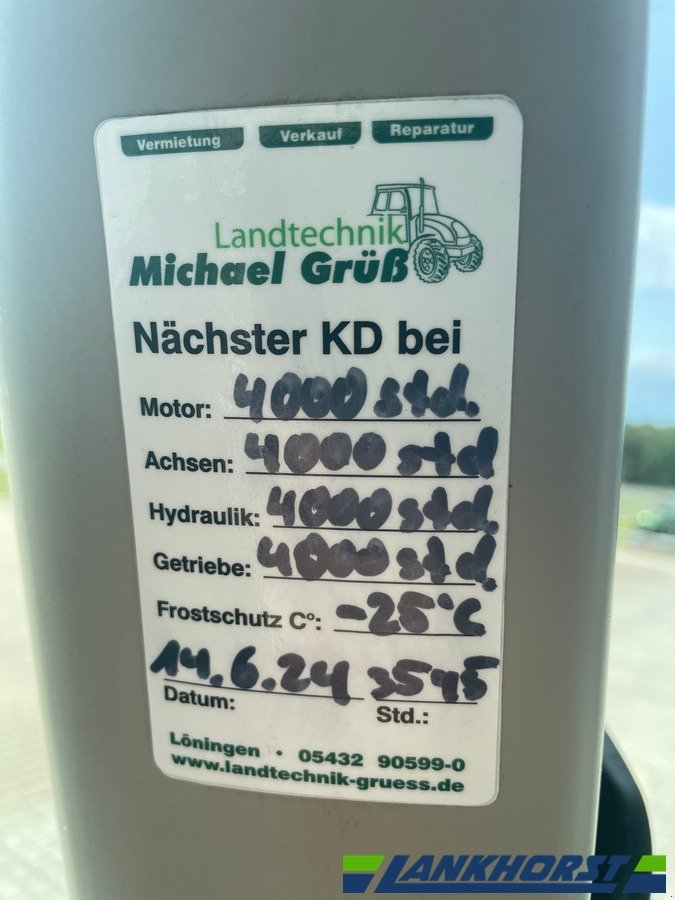 Vermietung Verkauf Reparatur
Landtechnik
Michael Grüß
Nächster KD bei
Motor: 4000 std.
Achsen: 4000 std
Hydraulik: 4000 std.
Getriebe: 4000 std.
Frostschutz C°: -25°C
14.6.24 3545
Datum: Std.:
Löningen • 05432 90599-0
www.landtechnik-gruess.de
LANKHORST